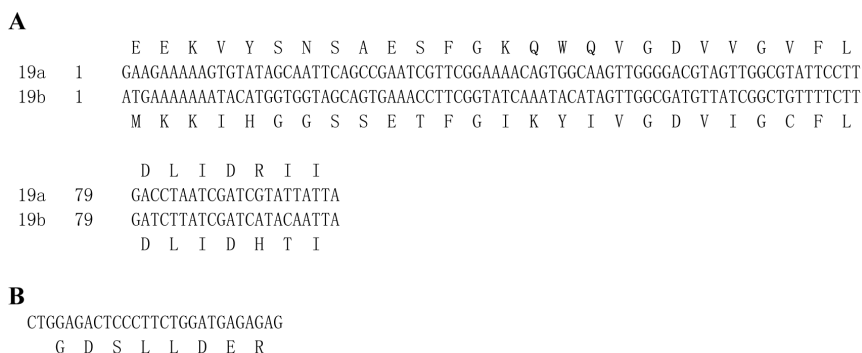 A
E E K V Y S N S A E S F G K Q W Q V G D V V G V F L
19a 1 GAAGAAAAAGTGTATAGCAATTCAGCCGAATCGTTCGGAAAACAGTGGCAAGTTGGGGACGTAGTTGGCGTATTCCTT
19b 1 ATGAAAAAAATACATGGTGGTAGCAGTGAAACCTTCGGTATCAAATACATAGTTGGCGATGTTATCGGCTGTTTTCTT
M K K I H G G S S E T F G I K Y I V G D V I G C F L
D L I D R I I
19a 79 GACCTAATCGATCGTATTATTA
19b 79 GATCTTATCGATCATACAATTA
D L I D H T I
B
CTGGAGACTCCCTTCTGGATGAGAGAG
G D S L L D E R